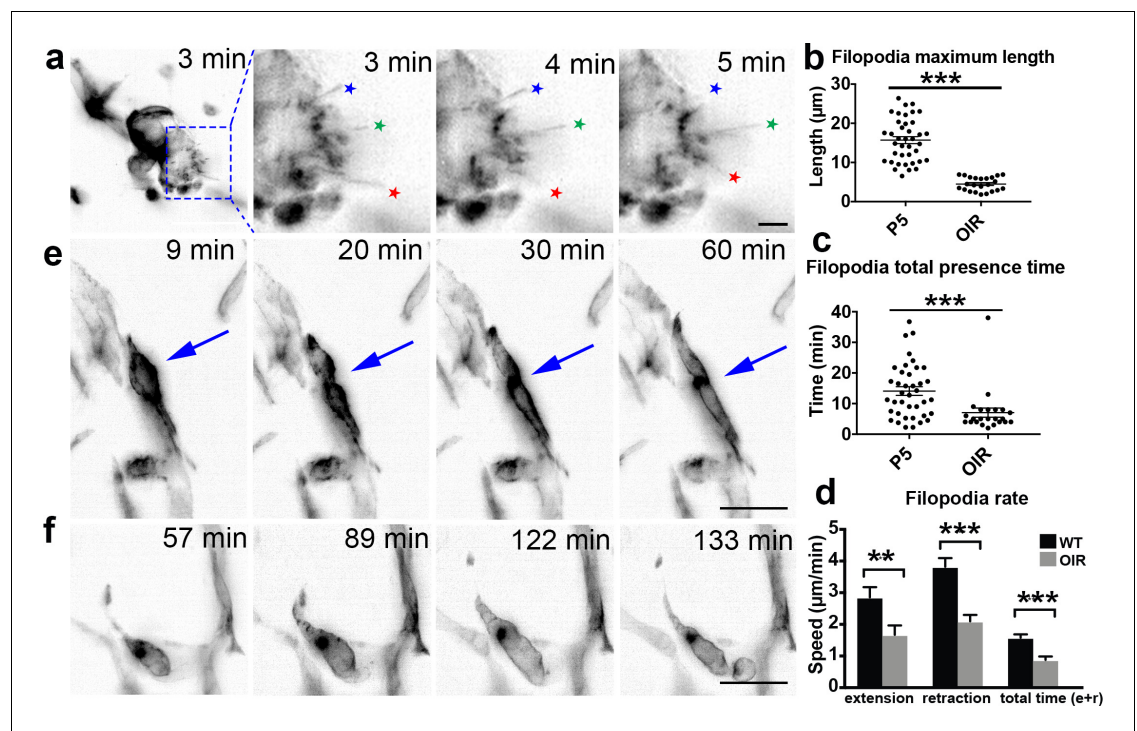 a
3 min
3 min
4 min
5 min
b
Filopodia maximum length
***
30
20
10
0
Length (µm)
P5
OIR
c
Filopodia total presence time
***
40
30
20
10
0
Time (min)
P5
OIR
e
9 min
20 min
30 min
60 min
d
Filopodia rate
5
4
3
2
1
0
Speed (µm/min)
**
***
***
WT
OIR
extension retraction total time (e+r)
f
57 min
89 min
122 min
133 min